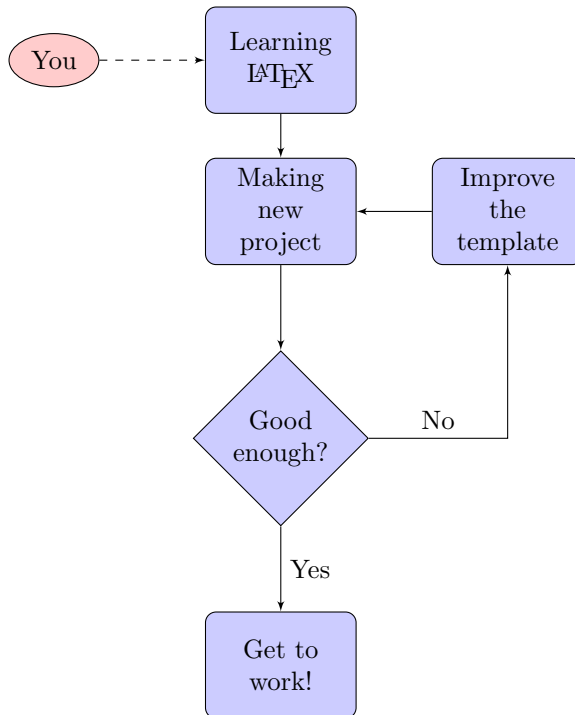 You
Learning
LATEX
Making
new
project
Improve
the
template
Good
enough?
No
Yes
Get to
work!